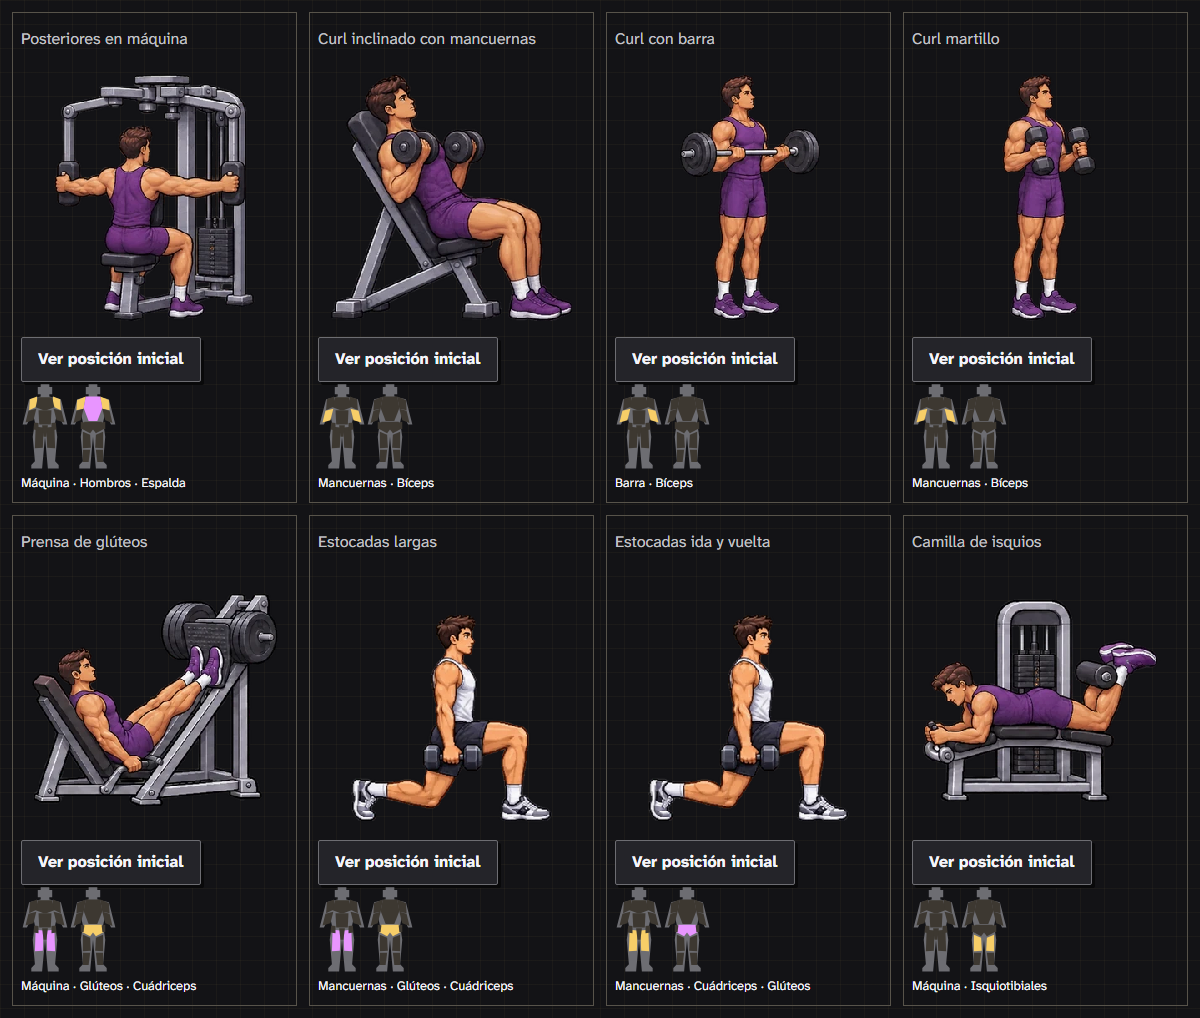 Posteriores en máquina
Curl inclinado con mancuernas
Curl con barra
Curl martillo
Ver posición inicial
Ver posición inicial
Ver posición inicial
Ver posición inicial
Máquina · Hombros · Espalda
Mancuernas · Bíceps
Barra · Bíceps
Mancuernas · Bíceps
Prensa de glúteos
Estocadas largas
Estocadas ida y vuelta
Camilla de isquios
Ver posición inicial
Ver posición inicial
Ver posición inicial
Ver posición inicial
Máquina · Glúteos · Cuádriceps
Mancuernas · Glúteos · Cuádriceps
Mancuernas · Cuádriceps · Glúteos
Máquina · Isquiotibiales